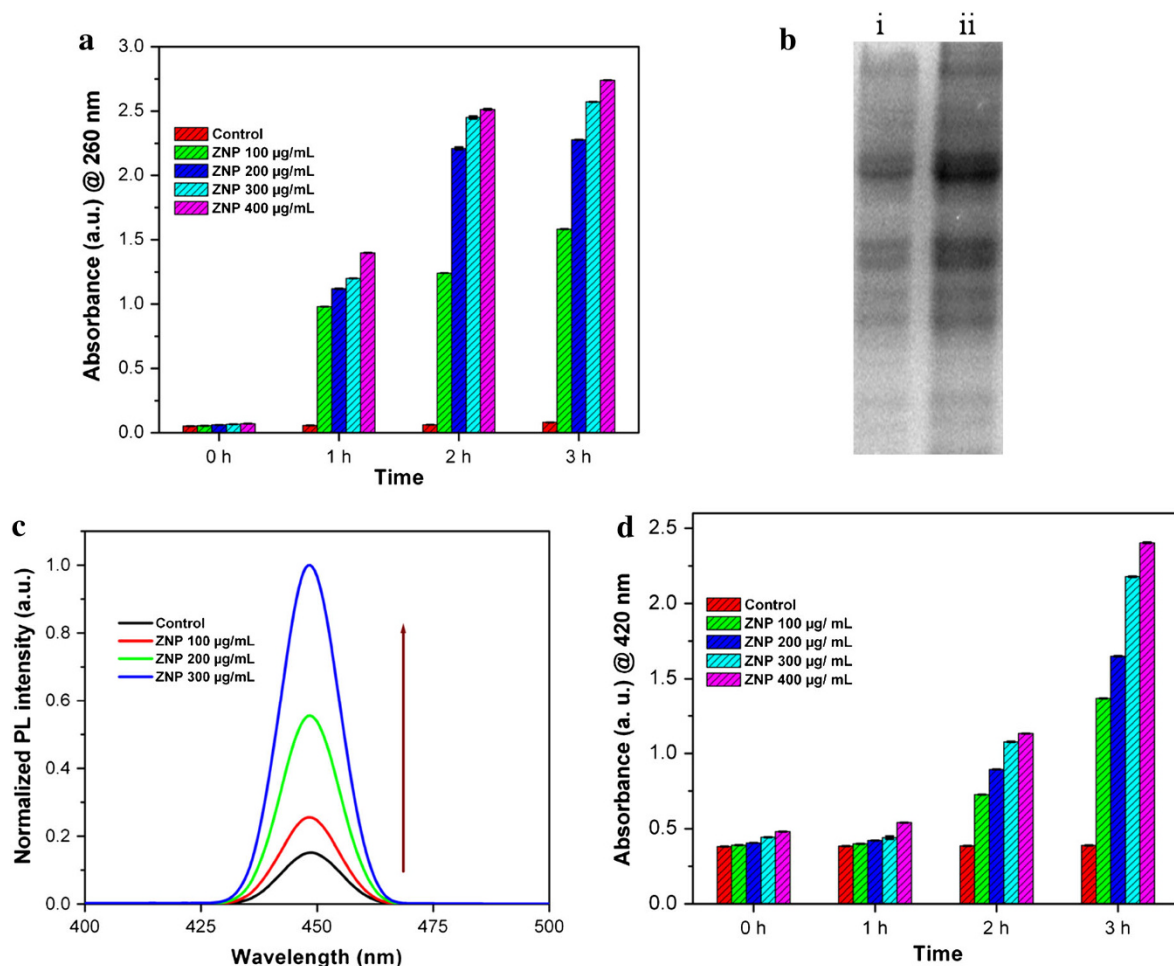 a
3.0
2.5
2.0
1.5
1.0
0.5
0.0
Absorbance (a.u.) @ 260 nm
Control
ZNP 100 µg/mL
ZNP 200 µg/mL
ZNP 300 µg/mL
ZNP 400 µg/mL
0 h 1 h 2 h 3 h
Time
b
i ii
c
1.0
0.8
0.6
0.4
0.2
0.0
Normalized PL intensity (a.u.)
Control
ZNP 100 µg/mL
ZNP 200 µg/mL
ZNP 300 µg/mL
400 425 450 475 500
Wavelength (nm)
d
2.5
2.0
1.5
1.0
0.5
0.0
Absorbance (a. u.) @ 420 nm
Control
ZNP 100 µg/ mL
ZNP 200 µg/ mL
ZNP 300 µg/ mL
ZNP 400 µg/ mL
0 h 1 h 2 h 3 h
Time